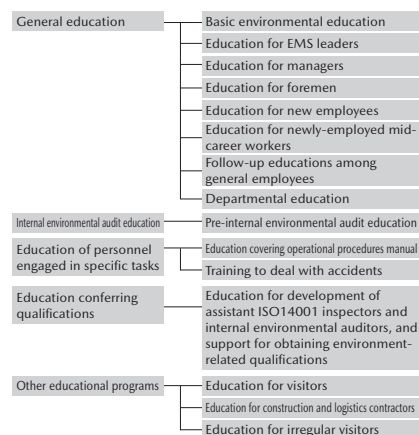 General education
Basic environmental education
Education for EMS leaders
Education for managers
Education for foremen
Education for new employees
Education for newly-employed mid-
career workers
Follow-up educations among
general employees
Departmental education
Internal environmental audit education
Pre-internal environmental audit education
Education of personnel
engaged in specific tasks
Education covering operational procedures manual
Training to deal with accidents
Education conferring
qualifications
Education for development of
assistant ISO14001 inspectors and
internal environmental auditors, and
support for obtaining environment-
related qualifications
Other educational programs
Education for visitors
Education for construction and logistics contractors
Education for irregular visitors